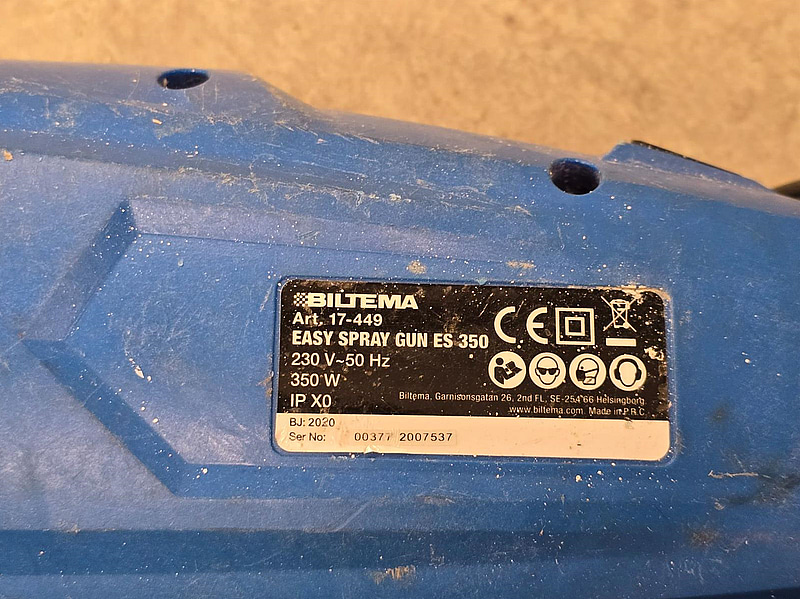 BILTEMA
Art. 17-449
EASY SPRAY GUN ES 350
230 V~50 Hz
350 W
IP X0
CE
Biltema, Garnisonsgatan 26, 2nd FL, SE-254 66 Helsingborg
www.biltema.com Made in P.R.C
BJ: 2020
Ser No: 00377 2007537